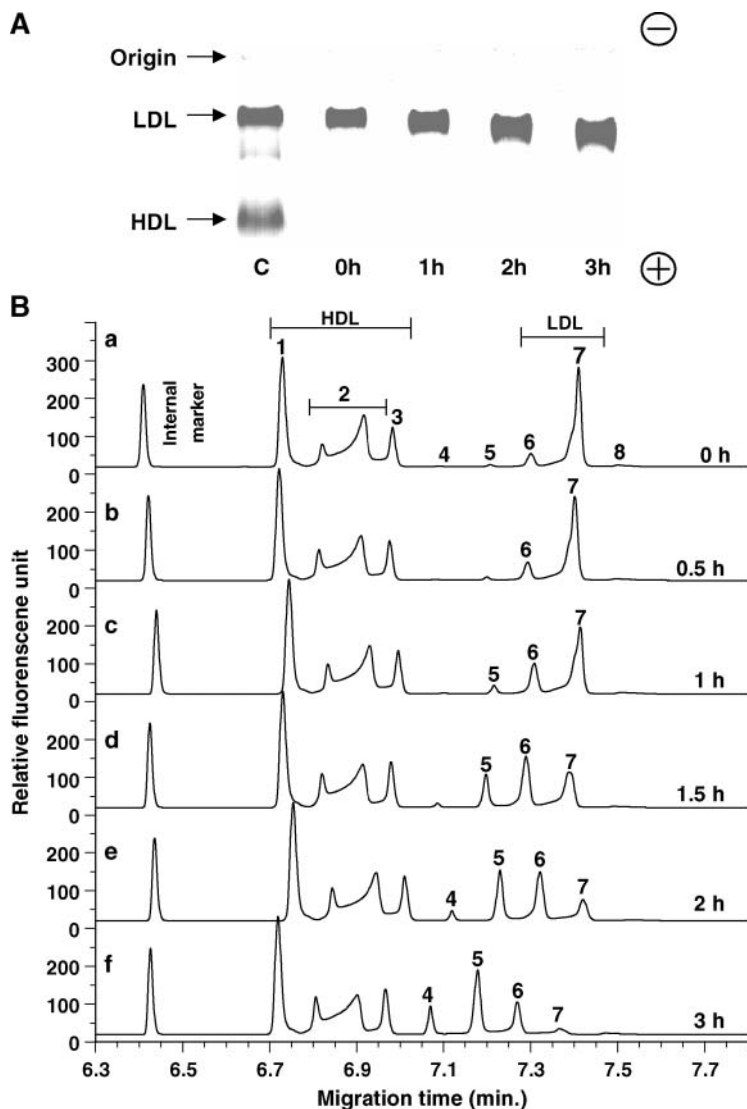 A
−
Origin
LDL
HDL
C 0h 1h 2h 3h
+
B
HDL
LDL
a
300
200
100
0
Internal marker
1
2
3
4
5
6
7
8
0 h
b
200
100
0
6
7
0.5 h
c
200
100
0
5
6
7
1 h
d
200
100
0
5
6
7
1.5 h
e
200
100
0
4
5
6
7
2 h
f
200
100
0
4
5
6
7
3 h
Relative fluorenscene unit
6.3 6.5 6.7 6.9 7.1 7.3 7.5 7.7
Migration time (min.)